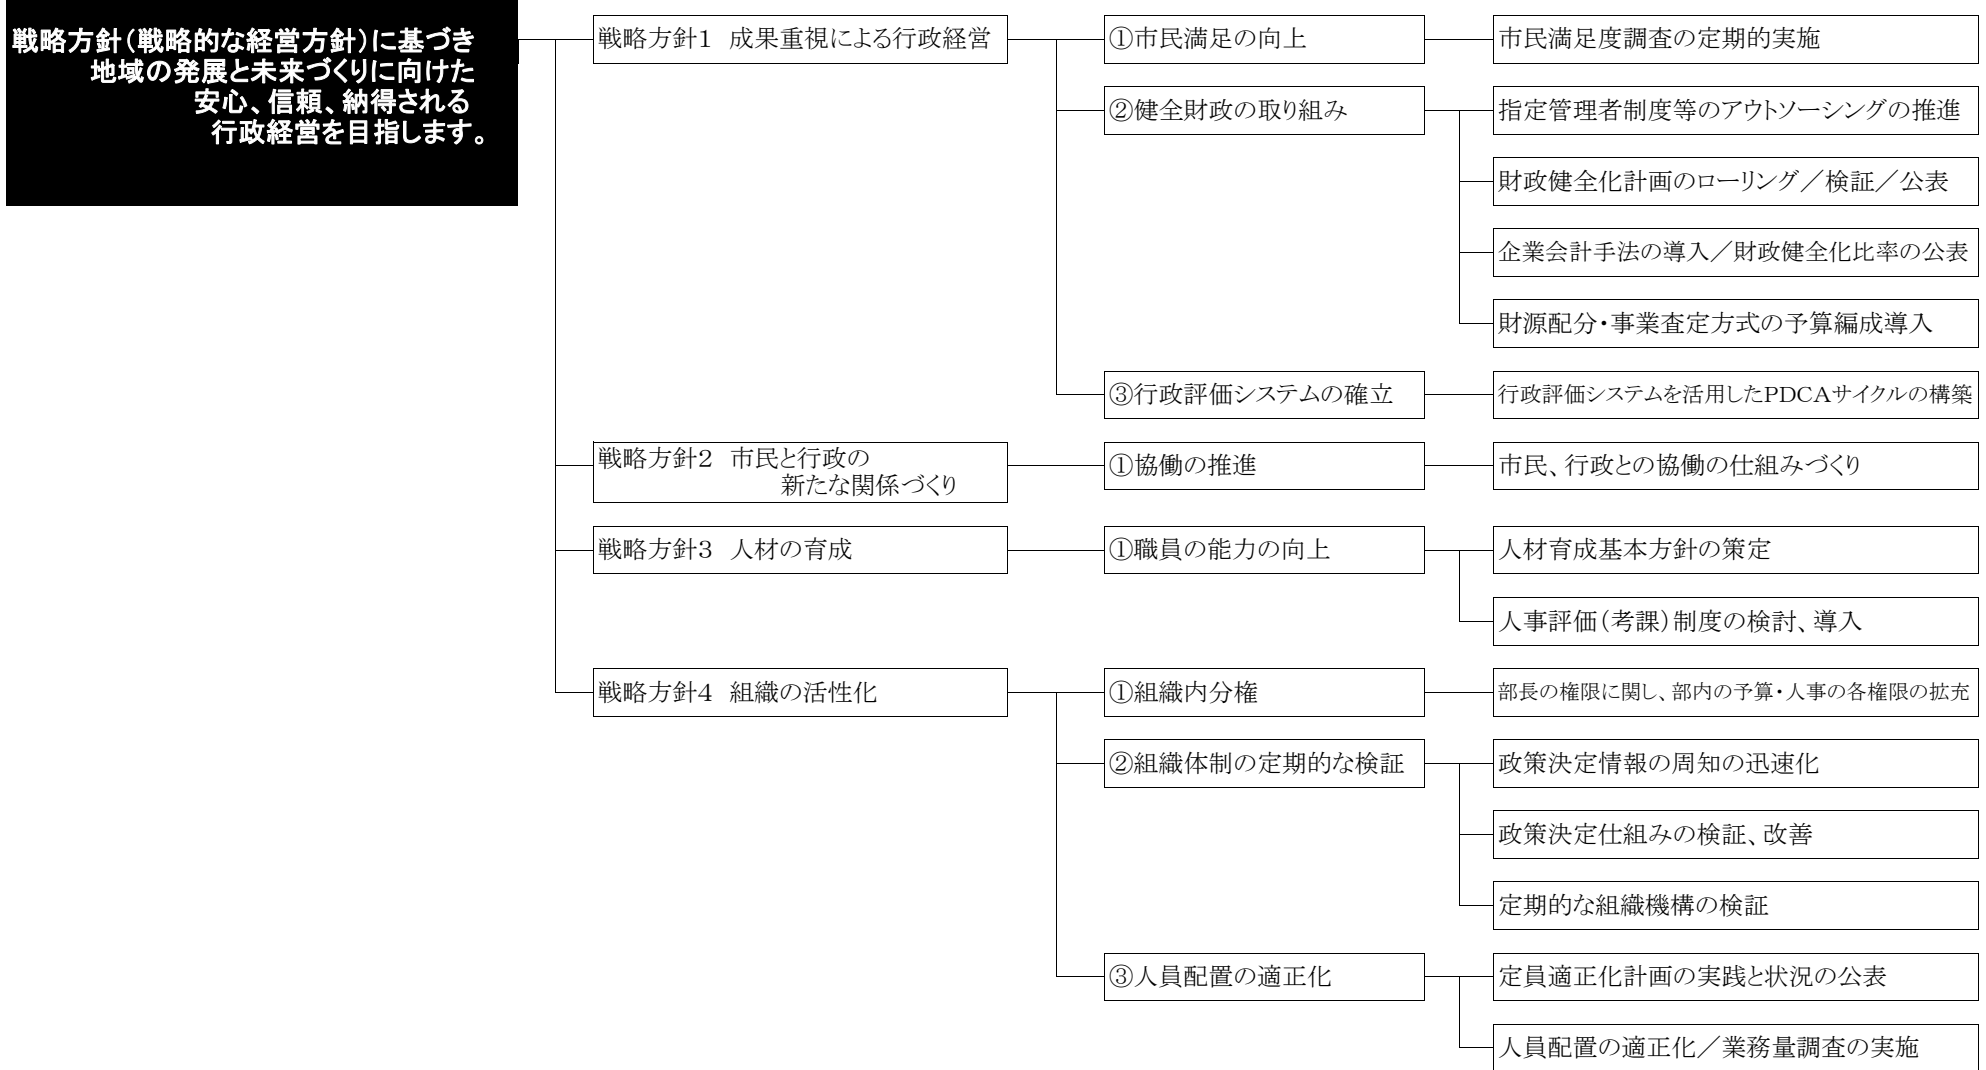 戦略方針（戦略的な経営方針）に基づき
地域の発展と未来づくりに向けた
安心、信頼、納得される
行政経営を目指します。
戦略方針1　成果重視による行政経営
①市民満足の向上
市民満足度調査の定期的実施
②健全財政の取り組み
指定管理者制度等のアウトソーシングの推進
財政健全化計画のローリング／検証／公表
企業会計手法の導入／財政健全化比率の公表
財源配分・事業査定方式の予算編成導入
③行政評価システムの確立
行政評価システムを活用したPDCAサイクルの構築
戦略方針2　市民と行政の
新たな関係づくり
①協働の推進
市民、行政との協働の仕組みづくり
戦略方針3　人材の育成
①職員の能力の向上
人材育成基本方針の策定
人事評価（考課）制度の検討、導入
戦略方針4　組織の活性化
①組織内分権
部長の権限に関し、部内の予算・人事の各権限の拡充
②組織体制の定期的な検証
政策決定情報の周知の迅速化
政策決定仕組みの検証、改善
定期的な組織機構の検証
③人員配置の適正化
定員適正化計画の実践と状況の公表
人員配置の適正化／業務量調査の実施